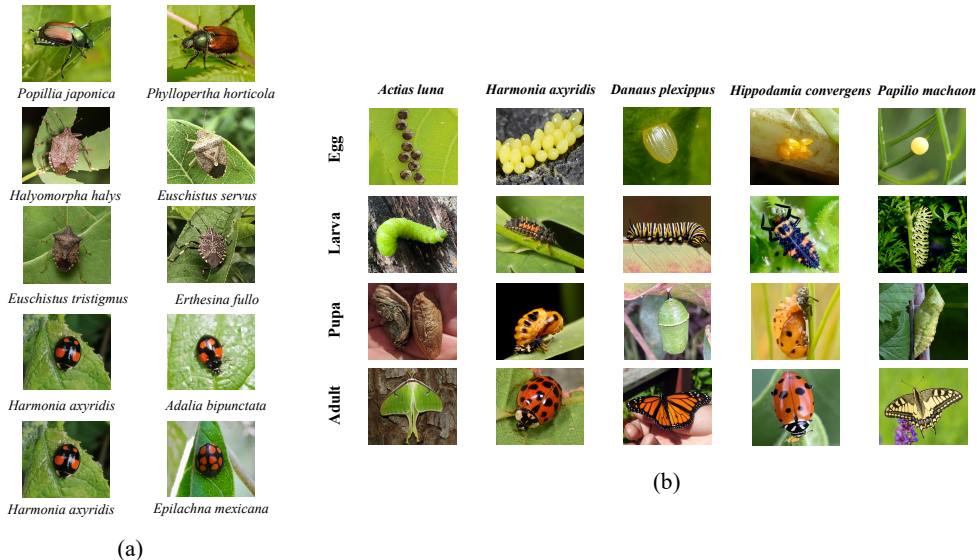 Popillia japonica
Phyllopertha horticola
Halyomorpha halys
Euschistus servus
Euschistus tristigmus
Erthesina fullo
Harmonia axyridis
Adalia bipunctata
Harmonia axyridis
Epilachna mexicana
(a)
Actias luna
Harmonia axyridis
Danaus plexippus
Hippodamia convergens
Papilio machaon
Egg
Larva
Pupa
Adult
(b)